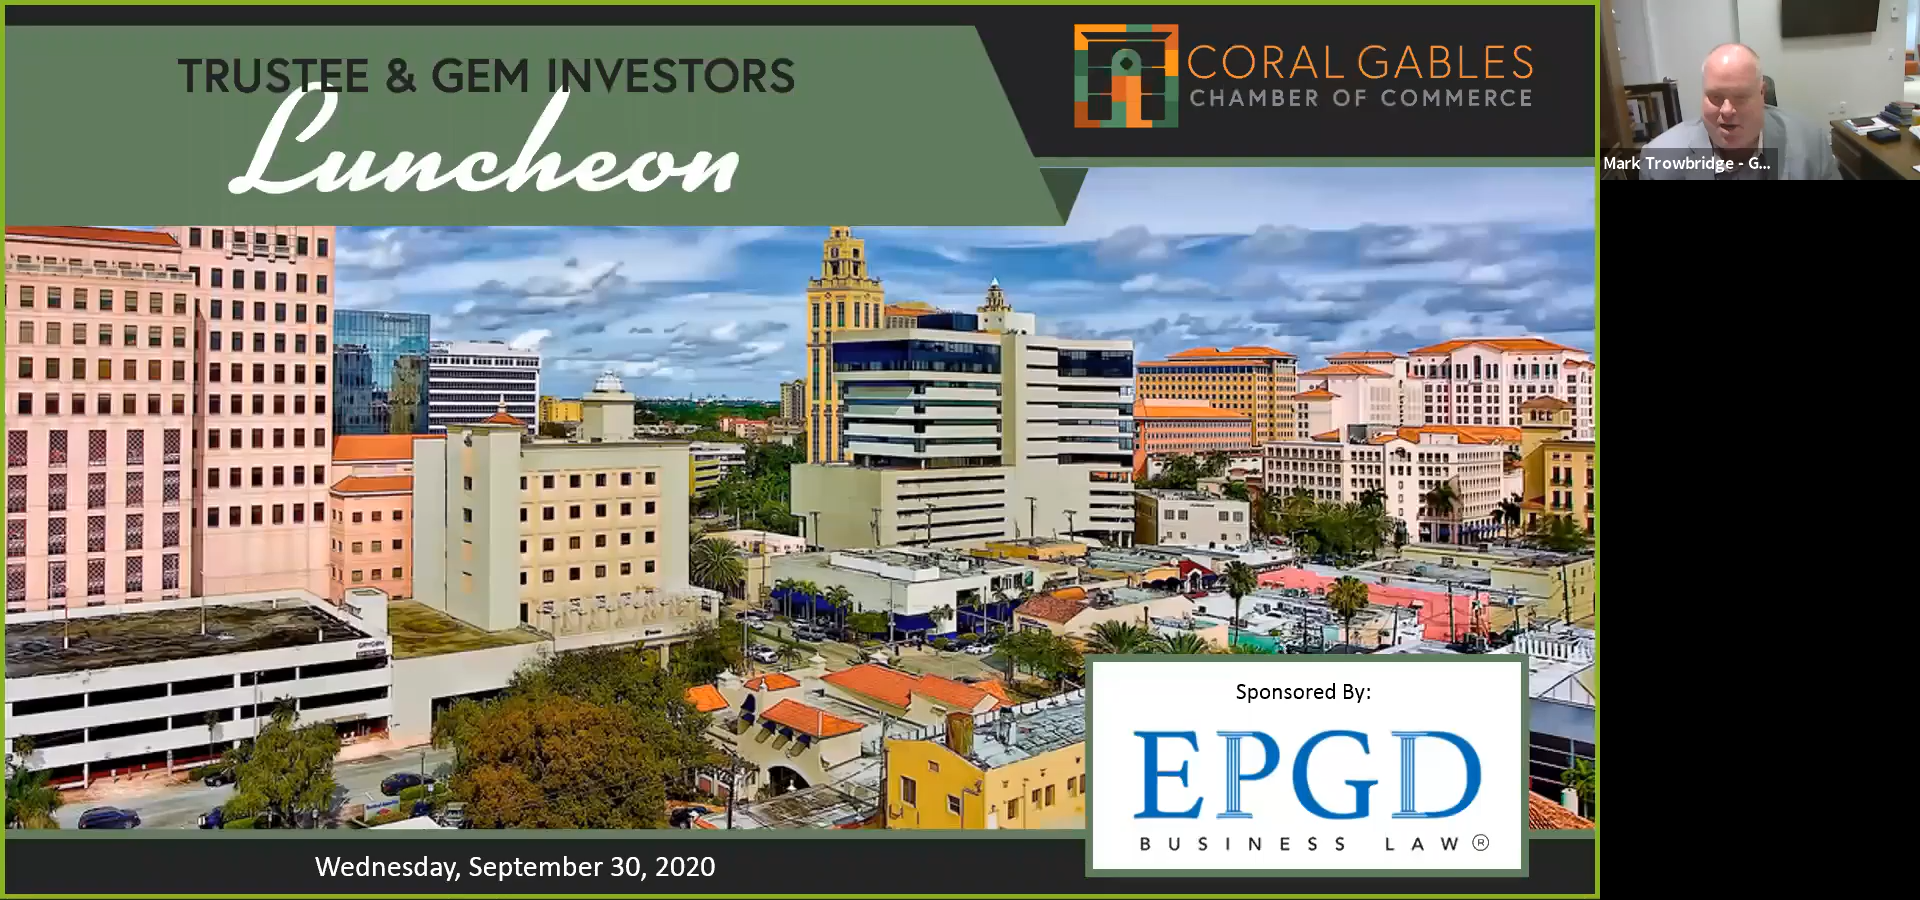 TRUSTEE & GEM INVESTORS
Luncheon
CORAL GABLES
CHAMBER OF COMMERCE
Mark Trowbridge - G...
Sponsored By:
EPGD
BUSINESS LAW®
Wednesday, September 30, 2020